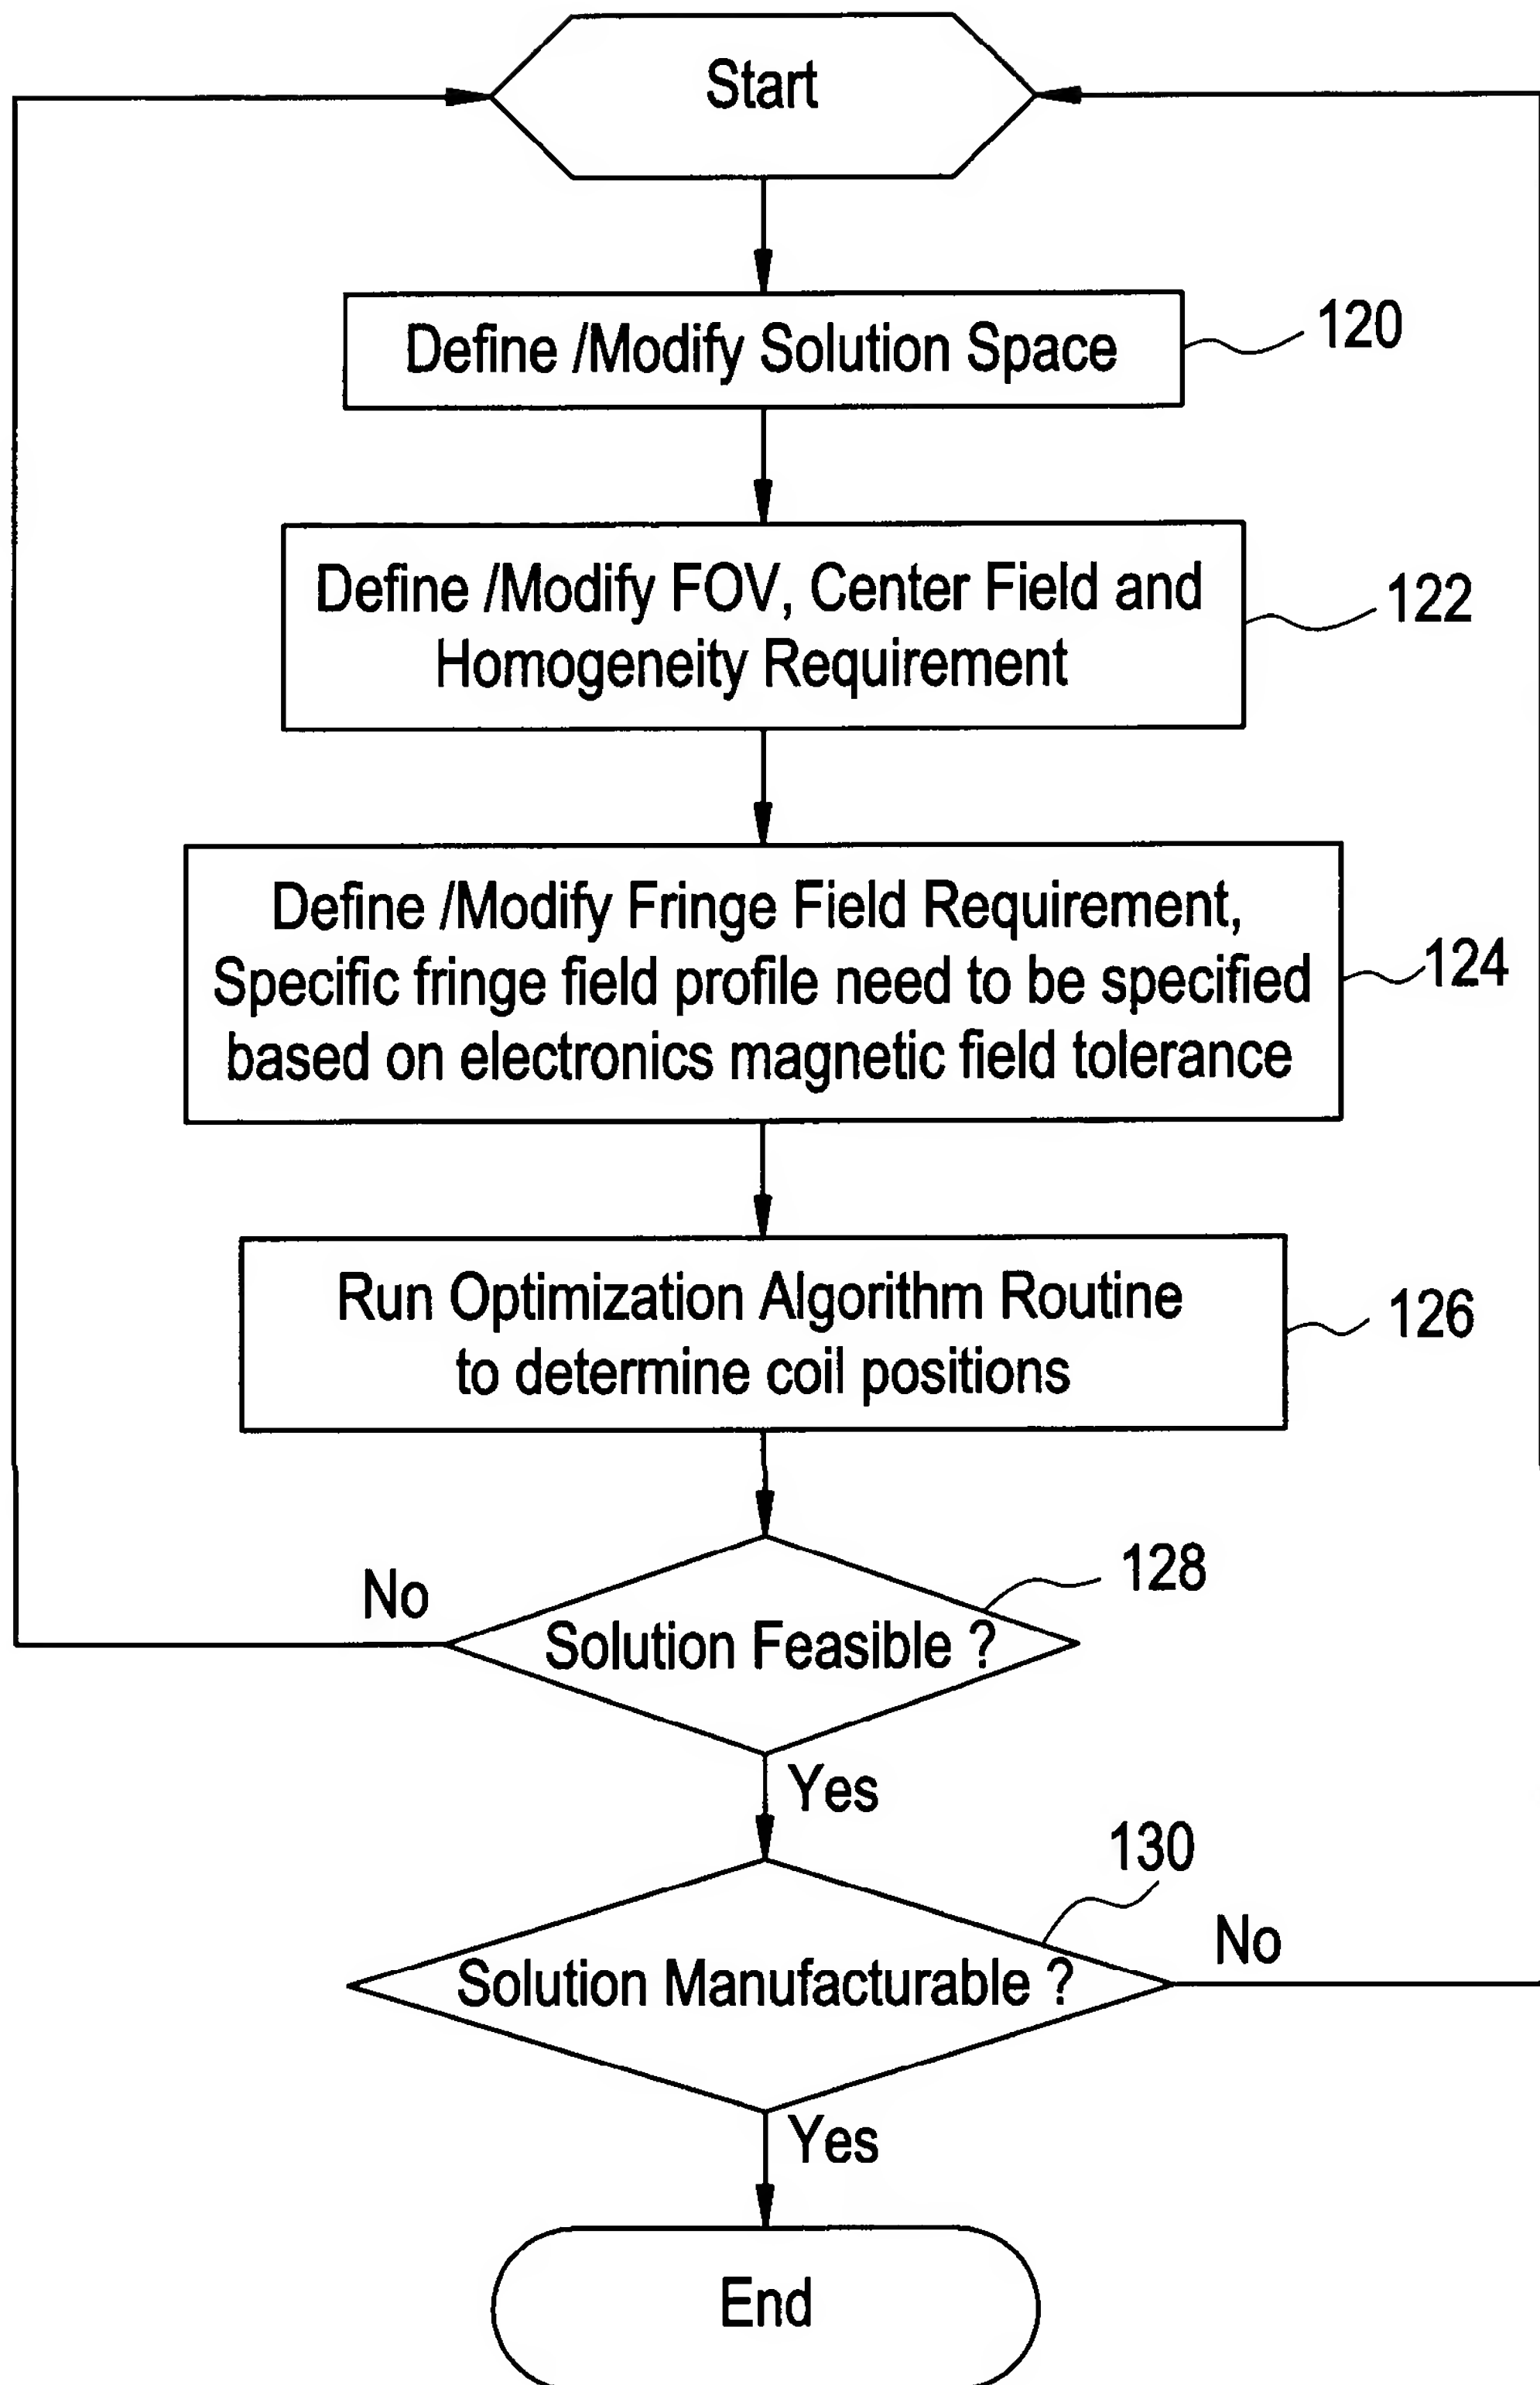 Start
Define /Modify Solution Space
120
Define /Modify FOV, Center Field and
Homogeneity Requirement
122
Define /Modify Fringe Field Requirement,
Specific fringe field profile need to be specified
based on electronics magnetic field tolerance
124
Run Optimization Algorithm Routine
to determine coil positions
126
128
No
Solution Feasible ?
Yes
130
No
Solution Manufacturable ?
Yes
End